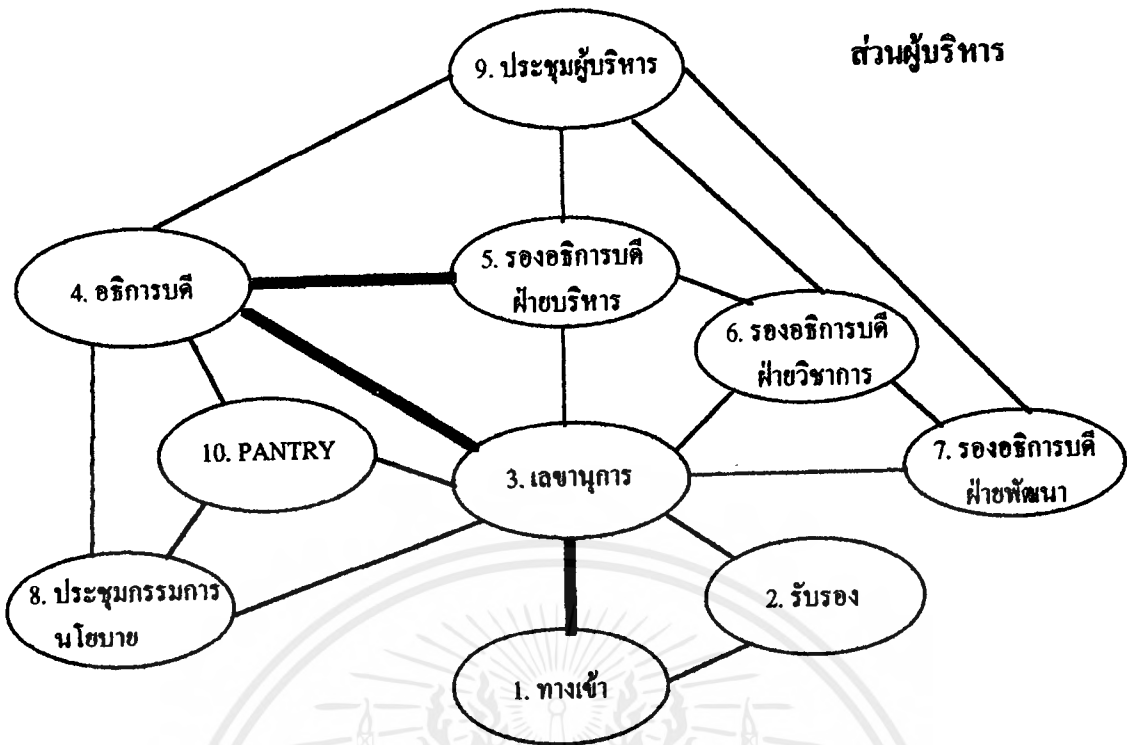 ส่วนผู้บริหาร
9. ประชุมผู้บริหาร
4. อธิการบดี
5. รองอธิการบดี
ฝ่ายบริหาร
6. รองอธิการบดี
ฝ่ายวิชาการ
10. PANTRY
3. เลขานุการ
7. รองอธิการบดี
ฝ่ายพัฒนา
8. ประชุมกรรมการ
นโยบาย
2. รับรอง
1. ทางเข้า